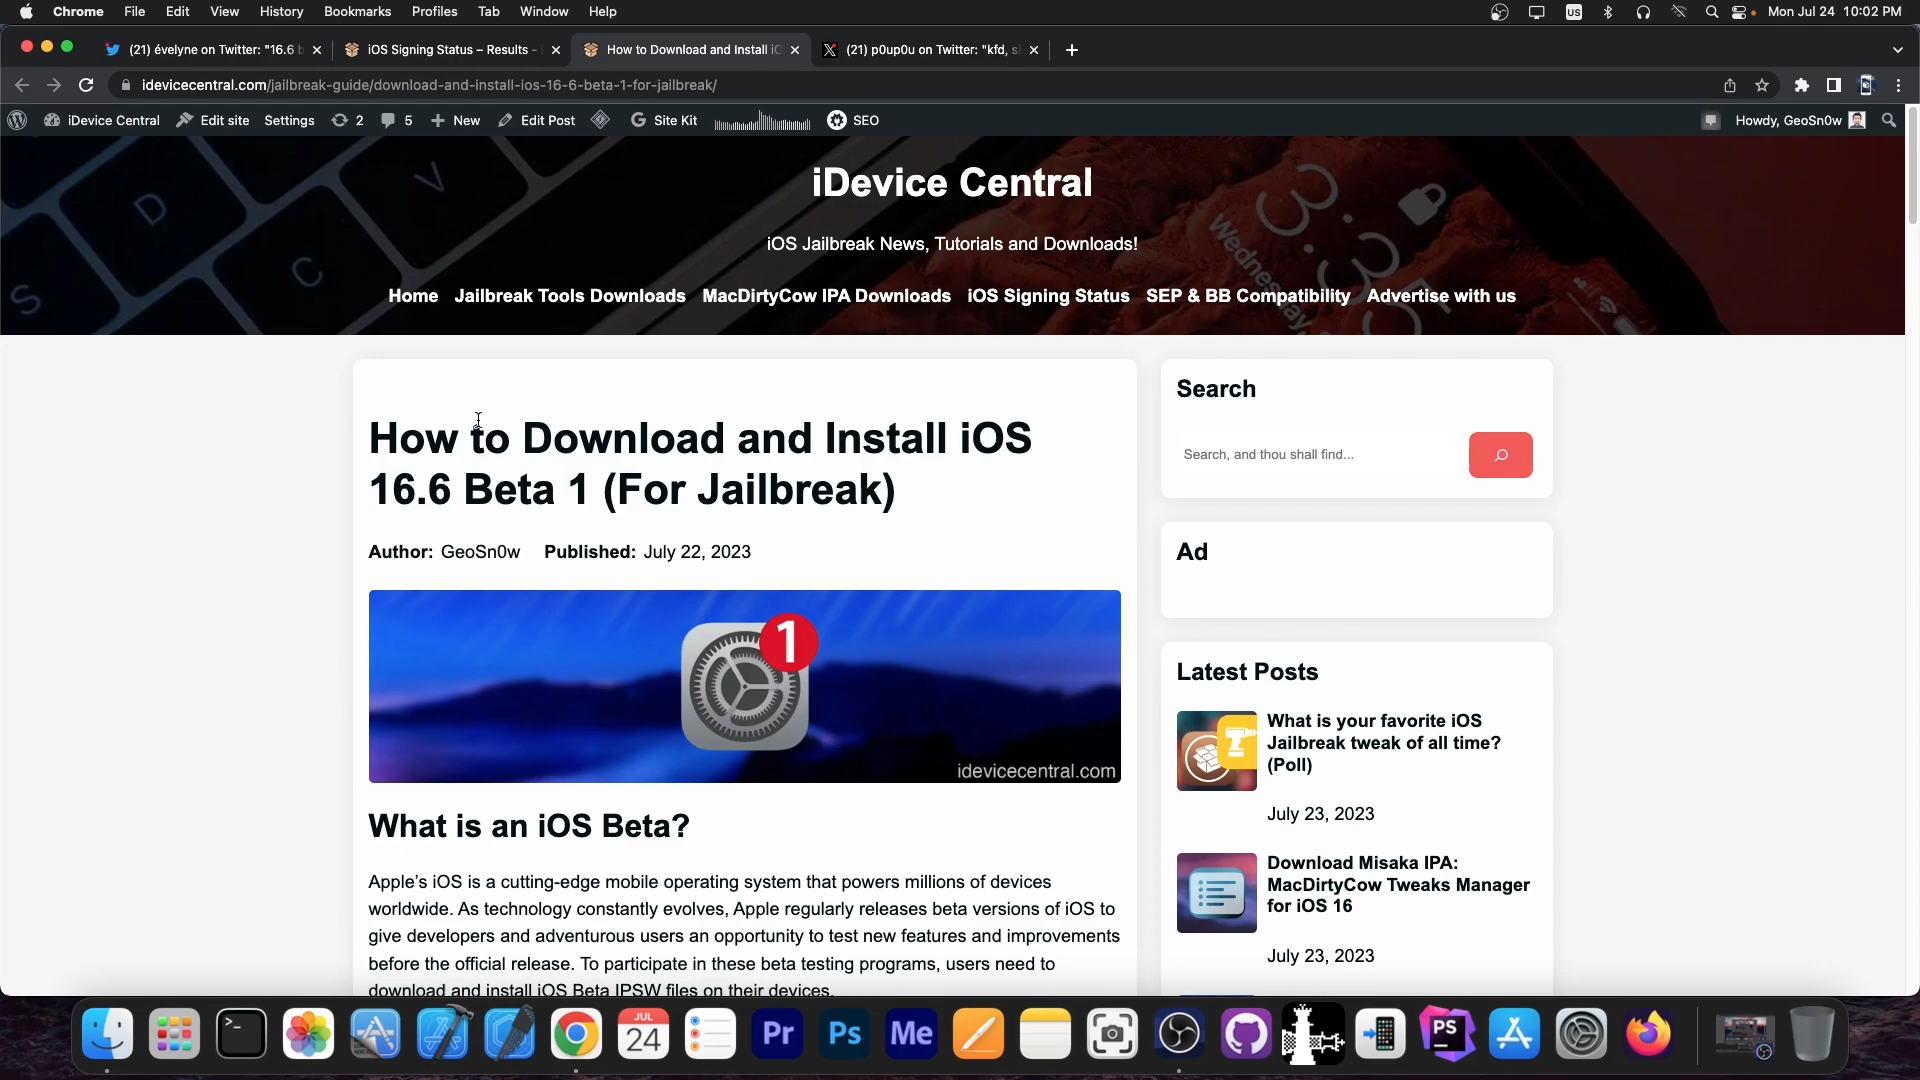 Chrome File Edit View History Bookmarks Profiles Tab Window Help
US Mon Jul 24 10:02 PM
(21) évelyne on Twitter: "16.6 b
iOS Signing Status – Results -
How to Download and Install iO
(21) p0up0u on Twitter: "kfd, s
idevicecentral.com/jailbreak-guide/download-and-install-ios-16-6-beta-1-for-jailbreak/
iDevice Central Edit site Settings 2 5 New Edit Post Site Kit SEO Howdy, GeoSn0w
iDevice Central
iOS Jailbreak News, Tutorials and Downloads!
Home Jailbreak Tools Downloads MacDirtyCow IPA Downloads iOS Signing Status SEP & BB Compatibility Advertise with us
S
D
C
V
3:35
Wednesday
How to Download and Install iOS
16.6 Beta 1 (For Jailbreak)
Author: GeoSn0w Published: July 22, 2023
1
idevicecentral.com
What is an iOS Beta?
Apple’s iOS is a cutting-edge mobile operating system that powers millions of devices
worldwide. As technology constantly evolves, Apple regularly releases beta versions of iOS to
give developers and adventurous users an opportunity to test new features and improvements
before the official release. To participate in these beta testing programs, users need to
download and install iOS Beta IPSW files on their devices.
Search
Search, and thou shall find...
Ad
Latest Posts
What is your favorite iOS
Jailbreak tweak of all time?
(Poll)
July 23, 2023
Download Misaka IPA:
MacDirtyCow Tweaks Manager
for iOS 16
July 23, 2023
JUL
24
Pr
Ps
Me
PS